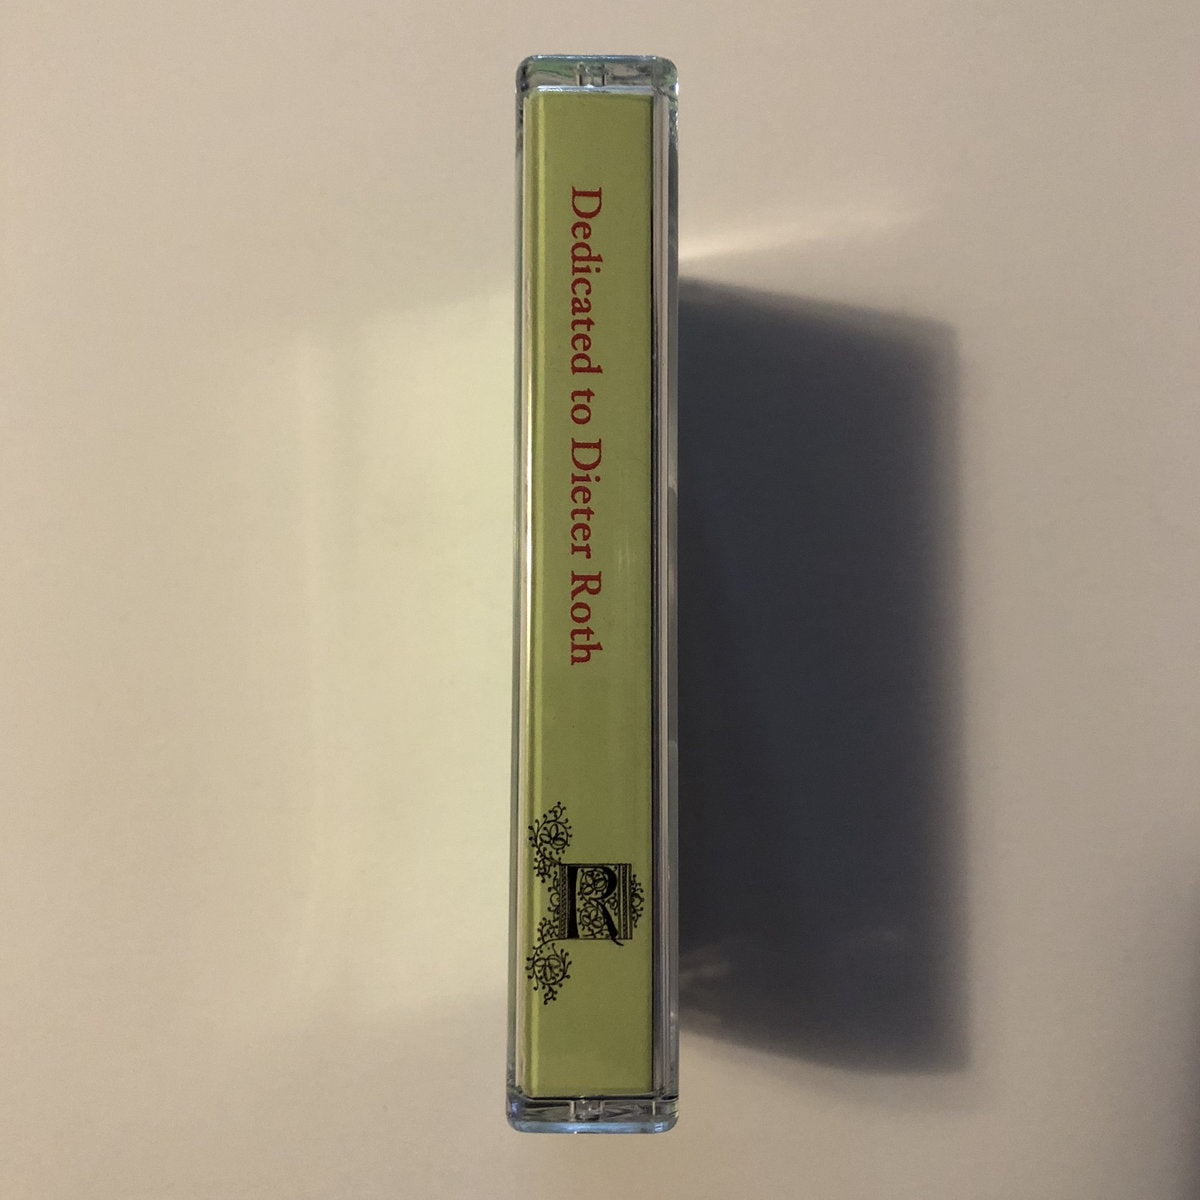 Dedicated to Dieter Roth
R